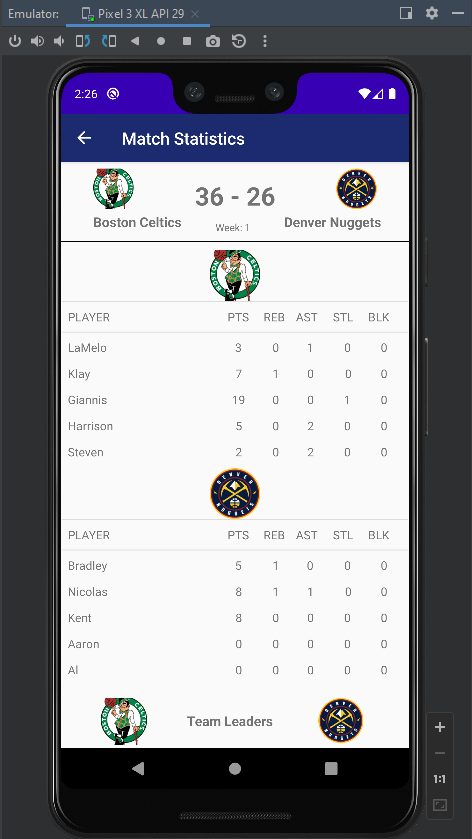 Emulator: Pixel 3 XL API 29
2:26
Match Statistics
36 - 26
Boston Celtics Denver Nuggets
Week: 1
BOSTON CELTICS
PLAYER PTS REB AST STL BLK
LaMelo 3 0 1 0 0
Klay 7 1 0 0 0
Giannis 19 0 0 1 0
Harrison 5 0 2 0 0
Steven 2 0 2 0 0
DENVER NUGGETS
PLAYER PTS REB AST STL BLK
Bradley 5 1 0 0 0
Nicolas 8 1 1 0 0
Kent 8 0 0 0 0
Aaron 0 0 0 0 0
Al 0 0 0 0 0
Team Leaders
1:1